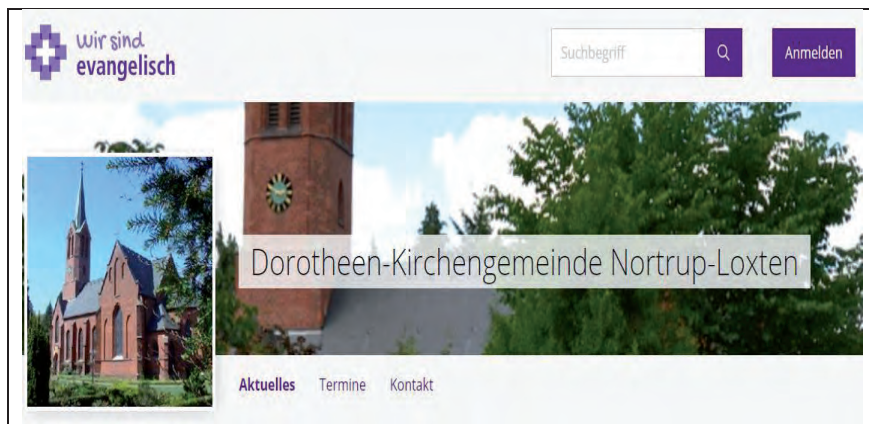 wir sind
evangelisch
Suchbegriff
Anmelden
Dorotheen-Kirchengemeinde Nortrup-Loxten
Aktuelles Termine Kontakt